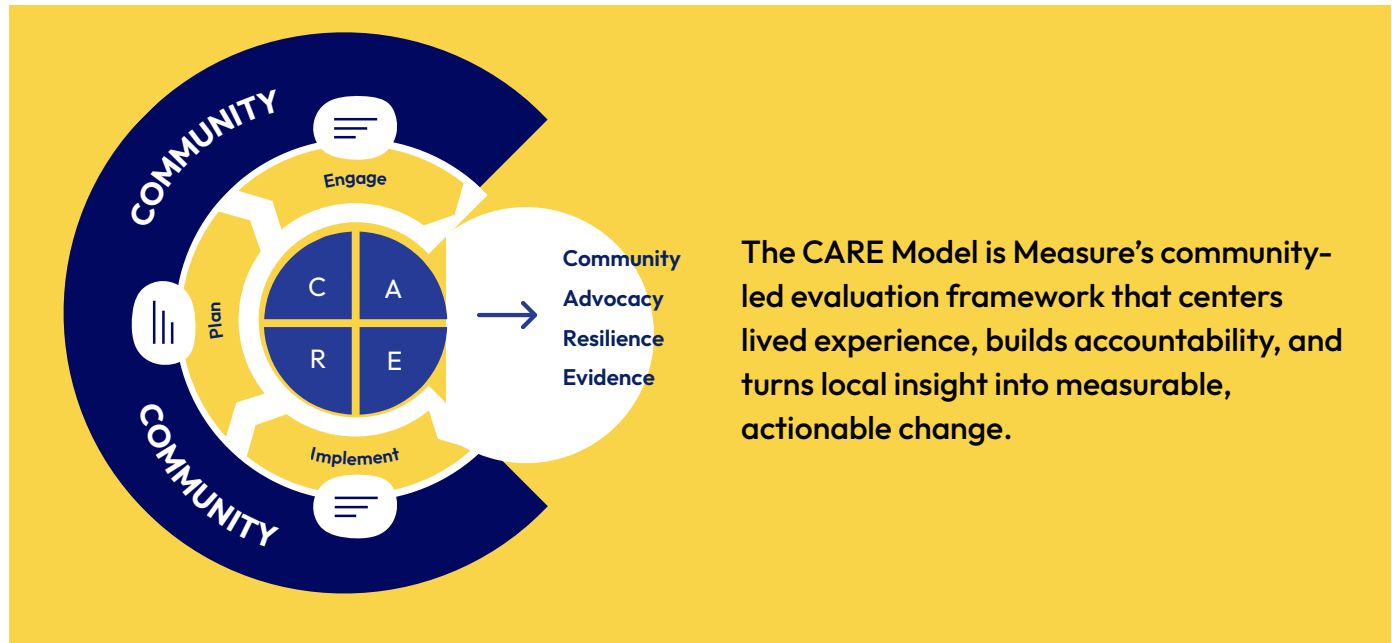 COMMUNITY
Engage
Plan
C
A
R
E
Implement
COMMUNITY
Community
Advocacy
Resilience
Evidence
The CARE Model is Measure’s community-
led evaluation framework that centers
lived experience, builds accountability, and
turns local insight into measurable,
actionable change.